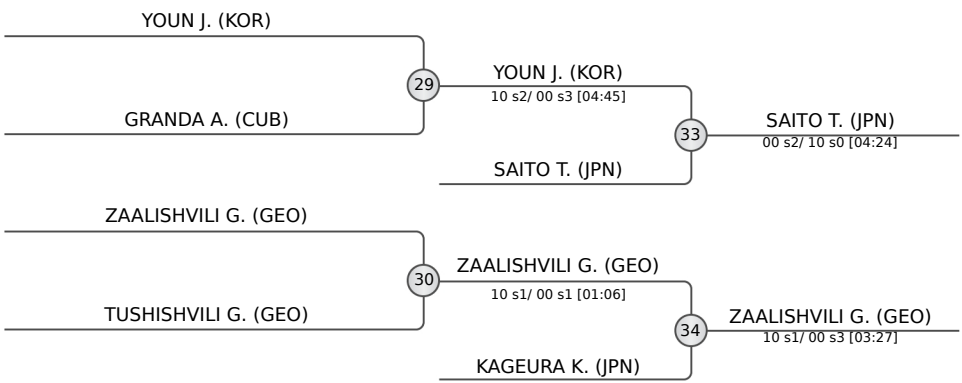 YOUN J. (KOR)
29
GRANDA A. (CUB)
YOUN J. (KOR)
10 s2/ 00 s3 [04:45]
33
SAITO T. (JPN)
SAITO T. (JPN)
00 s2/ 10 s0 [04:24]
ZAALISHVILI G. (GEO)
30
TUSHISHVILI G. (GEO)
ZAALISHVILI G. (GEO)
10 s1/ 00 s1 [01:06]
34
KAGEURA K. (JPN)
ZAALISHVILI G. (GEO)
10 s1/ 00 s3 [03:27]